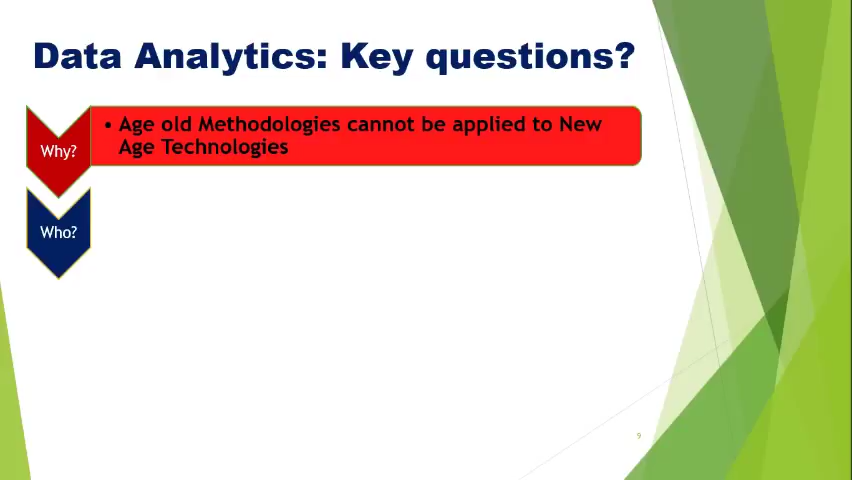 Data Analytics: Key questions?
Why?
• Age old Methodologies cannot be applied to New
Age Technologies
Who?
9